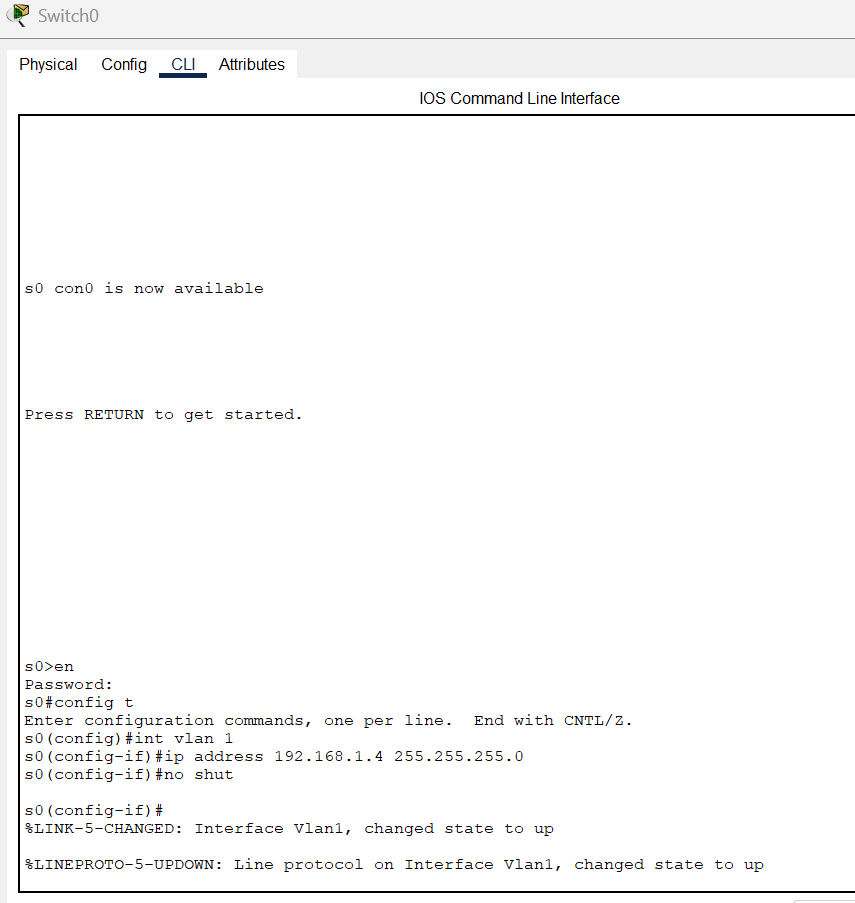 Switch0
Physical Config CLI Attributes
IOS Command Line Interface
s0 con0 is now available
Press RETURN to get started.
s0>en
Password:
s0#config t
Enter configuration commands, one per line.  End with CNTL/Z.
s0(config)#int vlan 1
s0(config-if)#ip address 192.168.1.4 255.255.255.0
s0(config-if)#no shut
s0(config-if)#
%LINK-5-CHANGED: Interface Vlan1, changed state to up
%LINEPROTO-5-UPDOWN: Line protocol on Interface Vlan1, changed state to up